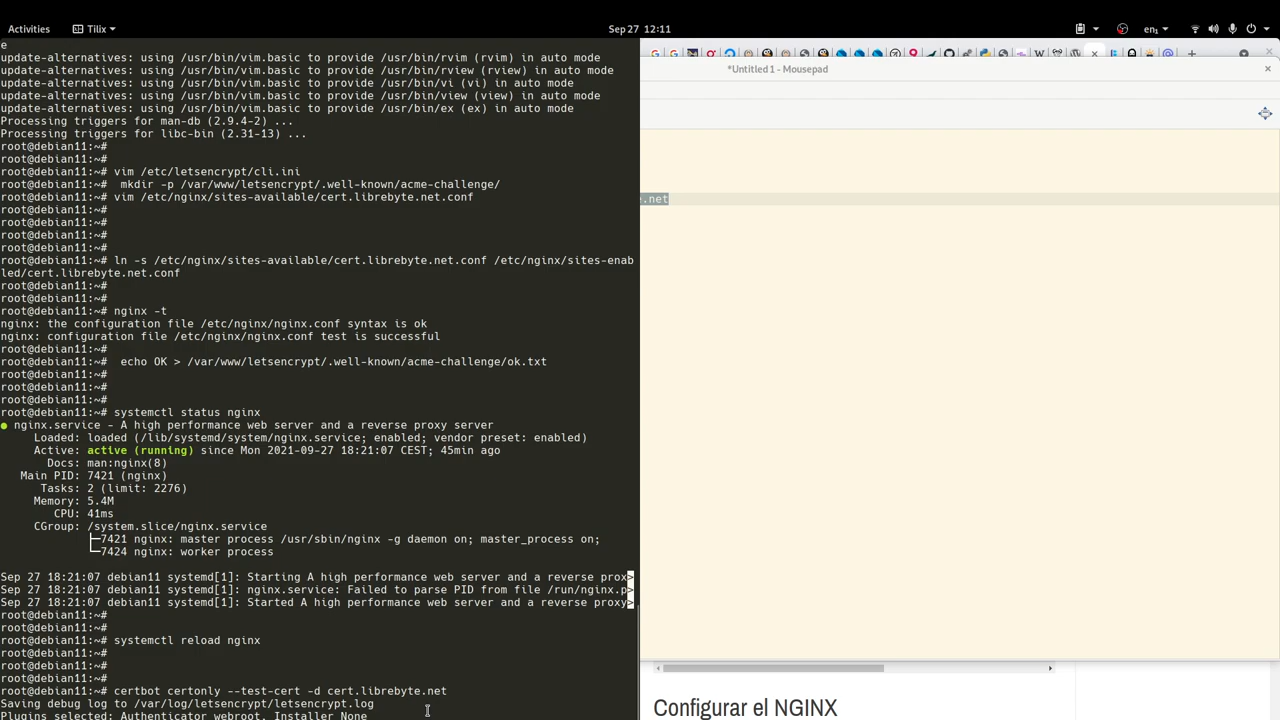 Activities
Tilix
Sep 27 12:11
en₁
e
update-alternatives: using /usr/bin/vim.basic to provide /usr/bin/rvim (rvim) in auto mode
update-alternatives: using /usr/bin/vim.basic to provide /usr/bin/rview (rview) in auto mode
update-alternatives: using /usr/bin/vim.basic to provide /usr/bin/vi (vi) in auto mode
update-alternatives: using /usr/bin/vim.basic to provide /usr/bin/view (view) in auto mode
update-alternatives: using /usr/bin/vim.basic to provide /usr/bin/ex (ex) in auto mode
Processing triggers for man-db (2.9.4-2) ...
Processing triggers for libc-bin (2.31-13) ...
root@debian11:~#
root@debian11:~#
root@debian11:~# vim /etc/letsencrypt/cli.ini
root@debian11:~#  mkdir -p /var/www/letsencrypt/.well-known/acme-challenge/
root@debian11:~# vim /etc/nginx/sites-available/cert.librebyte.net.conf
root@debian11:~#
root@debian11:~#
root@debian11:~#
root@debian11:~#
root@debian11:~# ln -s /etc/nginx/sites-available/cert.librebyte.net.conf /etc/nginx/sites-enab
led/cert.librebyte.net.conf
root@debian11:~#
root@debian11:~#
root@debian11:~# nginx -t
nginx: the configuration file /etc/nginx/nginx.conf syntax is ok
nginx: configuration file /etc/nginx/nginx.conf test is successful
root@debian11:~#
root@debian11:~#  echo OK > /var/www/letsencrypt/.well-known/acme-challenge/ok.txt
root@debian11:~#
root@debian11:~#
root@debian11:~#
root@debian11:~# systemctl status nginx
● nginx.service - A high performance web server and a reverse proxy server
Loaded: loaded (/lib/systemd/system/nginx.service; enabled; vendor preset: enabled)
Active: active (running) since Mon 2021-09-27 18:21:07 CEST; 45min ago
Docs: man:nginx(8)
Main PID: 7421 (nginx)
Tasks: 2 (limit: 2276)
Memory: 5.4M
CPU: 41ms
CGroup: /system.slice/nginx.service
├─7421 nginx: master process /usr/sbin/nginx -g daemon on; master_process on;
└─7424 nginx: worker process
Sep 27 18:21:07 debian11 systemd[1]: Starting A high performance web server and a reverse prox>
Sep 27 18:21:07 debian11 systemd[1]: nginx.service: Failed to parse PID from file /run/nginx.p>
Sep 27 18:21:07 debian11 systemd[1]: Started A high performance web server and a reverse proxy>
root@debian11:~#
root@debian11:~#
root@debian11:~# systemctl reload nginx
root@debian11:~#
root@debian11:~#
root@debian11:~#
root@debian11:~# certbot certonly --test-cert -d cert.librebyte.net
Saving debug log to /var/log/letsencrypt/letsencrypt.log
Plugins selected: Authenticator webroot, Installer None
*Untitled 1 - Mousepad
.net
Configurar el NGINX